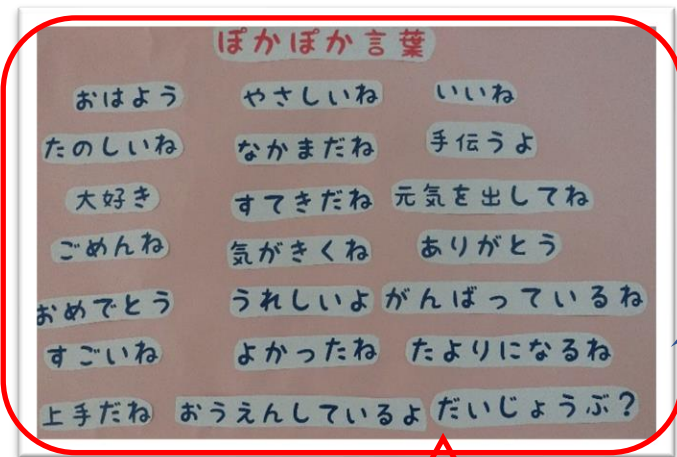 ぽかぽか言葉
おはよう やさしいね いいね
たのしいね なかまだね 手伝うよ
大好き すてきだね 元気を出してね
ごめんね 気がきくね ありがとう
おめでとう うれしいよ がんばっているね
すごいね よかったね たよりになるね
上手だね おうえんしているよ だいじょうぶ？